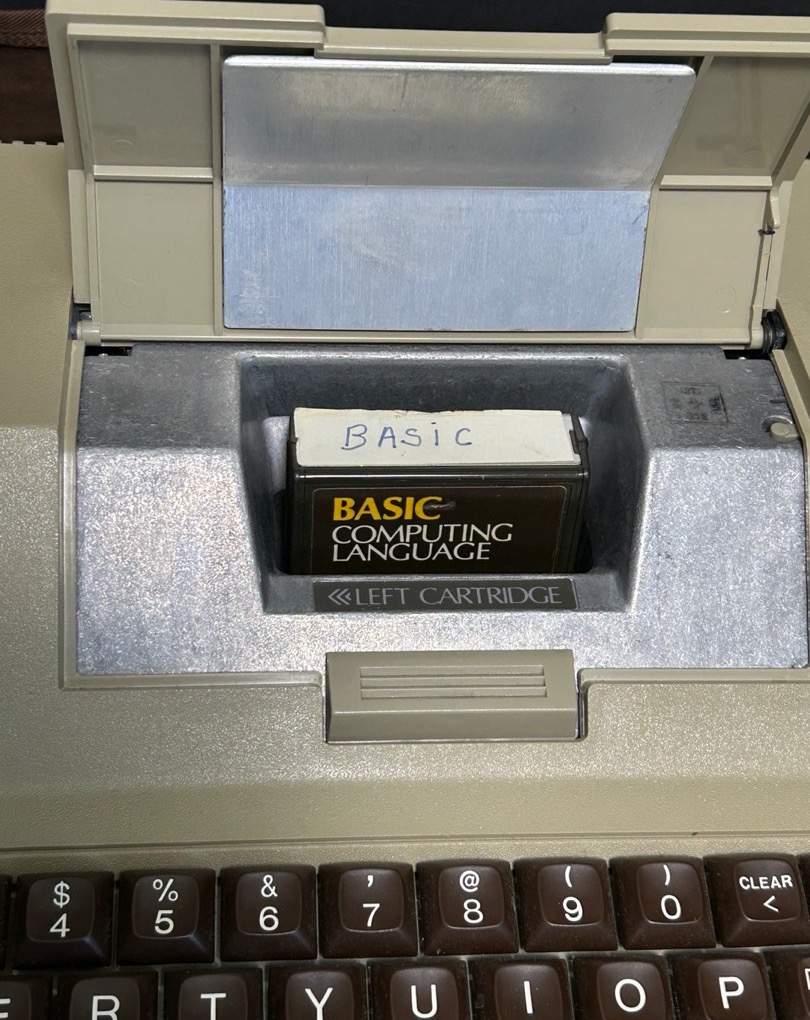 BASIC
BASIC
COMPUTING
LANGUAGE
LEFT CARTRIDGE
$ % & ' @ ( ) CLEAR
4 5 6 7 8 9 0 <
R T Y U I O P